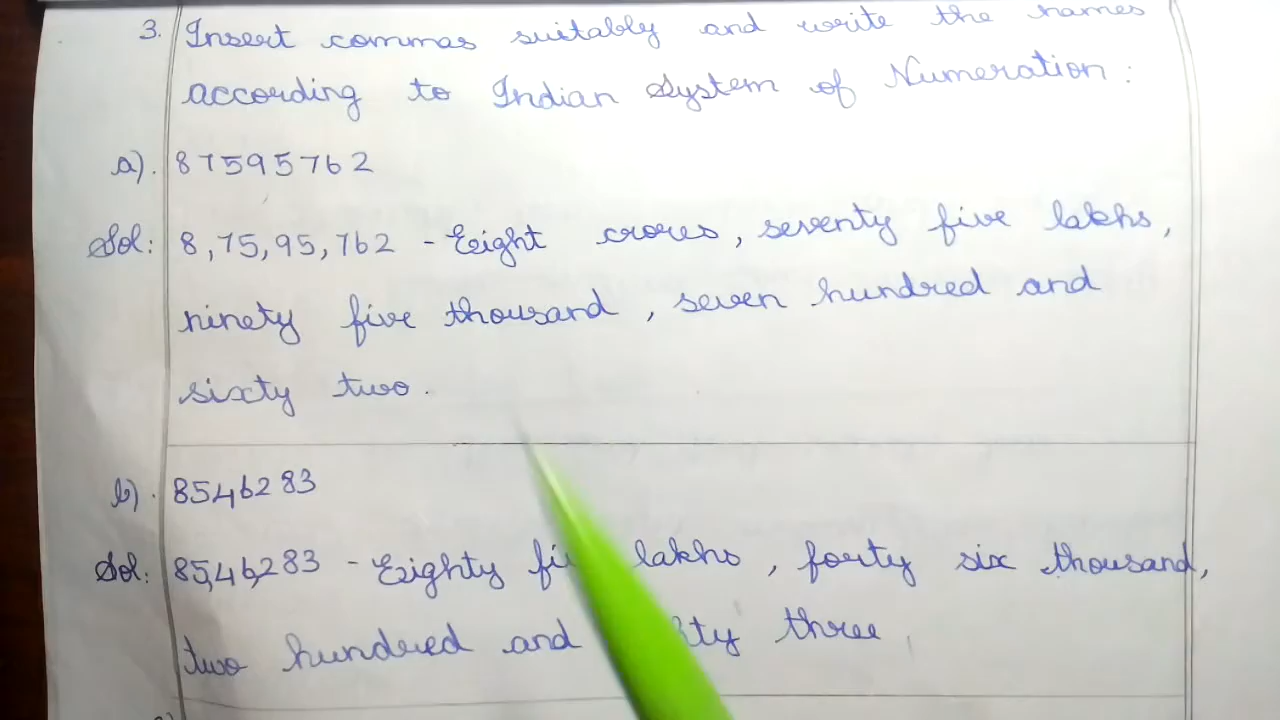 3. Insert commas suitably and write the names
according to Indian System of Numeration :
a). 87595762
Sol: 8,75,95,762 - Eight crores, seventy five lakhs,
ninety five thousand, seven hundred and
sixty two.
b). 8546283
Sol: 85,46,283 - Eighty lakhs, forty six thousand,
two hundred and three